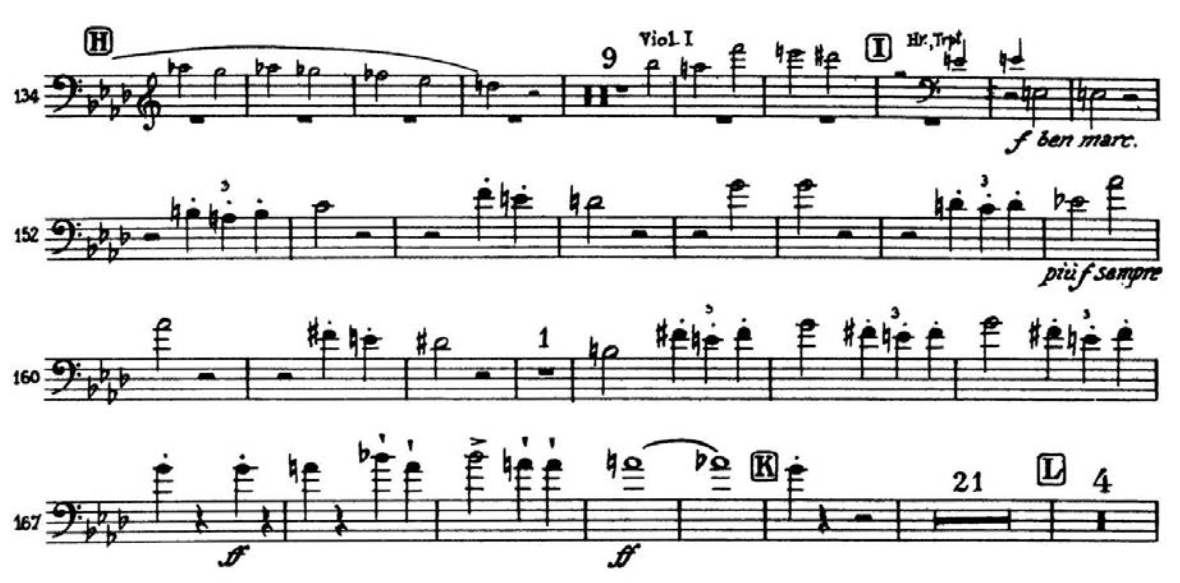 H
9 Viol. I I Hr., Trpt.
134
f ben marc.
3 3
152
più f sempre
1 3 3 3
160
K 21 L 4
167
ff ff